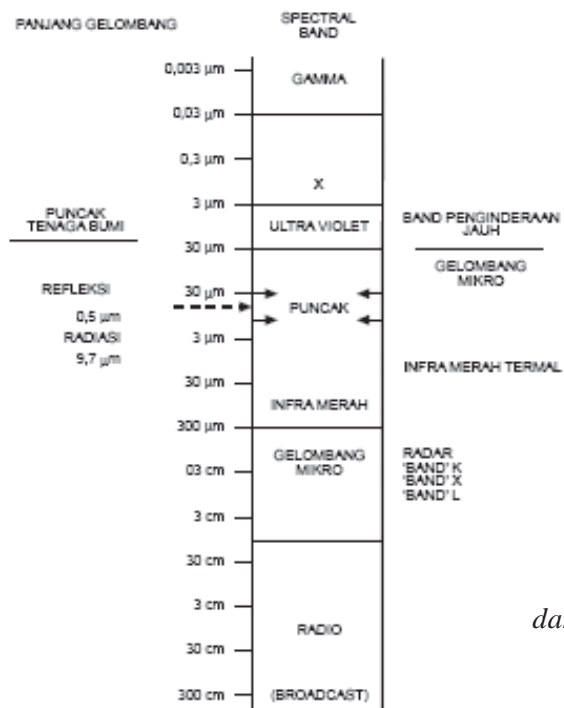 PANJANG GELOMBANG
SPECTRAL
BAND
0,003 µm
GAMMA
0,03 µm
0,3 µm
X
3 µm
PUNCAK
TENAGA BUMI
ULTRA VIOLET
BAND PENGINDERAAN
JAUH
30 µm
GELOMBANG
MIKRO
REFLEKSI
30 µm
PUNCAK
0,5 µm
RADIASI
3 µm
9,7 µm
INFRA MERAH TERMAL
30 µm
INFRA MERAH
300 µm
GELOMBANG
MIKRO
RADAR
'BAND' K
'BAND' X
'BAND' L
03 cm
3 cm
30 cm
3 cm
RADIO
30 cm
300 cm
(BROADCAST)